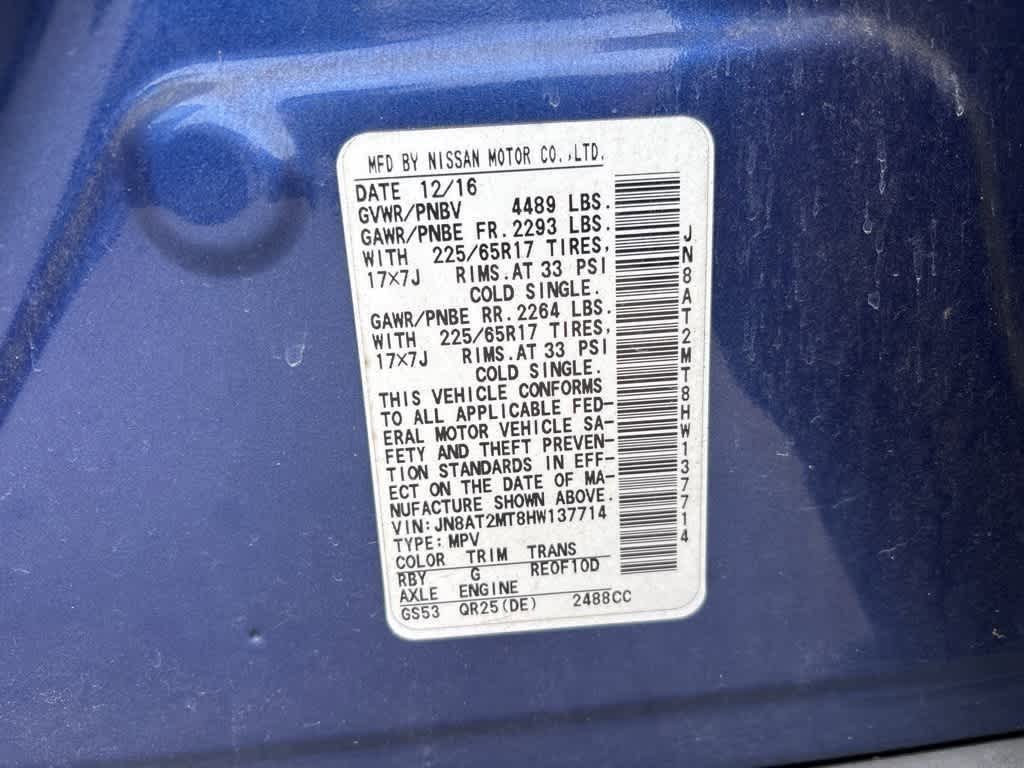 MFD BY NISSAN MOTOR CO.,LTD.
DATE 12/16
GVWR/PNBV 4489 LBS.
GAWR/PNBE FR.2293 LBS.
WITH 225/65R17 TIRES,
17×7J RIMS.AT 33 PSI
COLD SINGLE.
GAWR/PNBE RR.2264 LBS.
WITH 225/65R17 TIRES,
17×7J RIMS.AT 33 PSI
COLD SINGLE.
THIS VEHICLE CONFORMS
TO ALL APPLICABLE FED-
ERAL MOTOR VEHICLE SA-
FETY AND THEFT PREVEN-
TION STANDARDS IN EFF-
ECT ON THE DATE OF MA-
NUFACTURE SHOWN ABOVE.
VIN:JN8AT2MT8HW137714
TYPE:MPV
COLOR TRIM TRANS
RBY G RE0F10D
AXLE ENGINE
GS53 QR25(DE) 2488CC
JN8AT2MT8HW137714